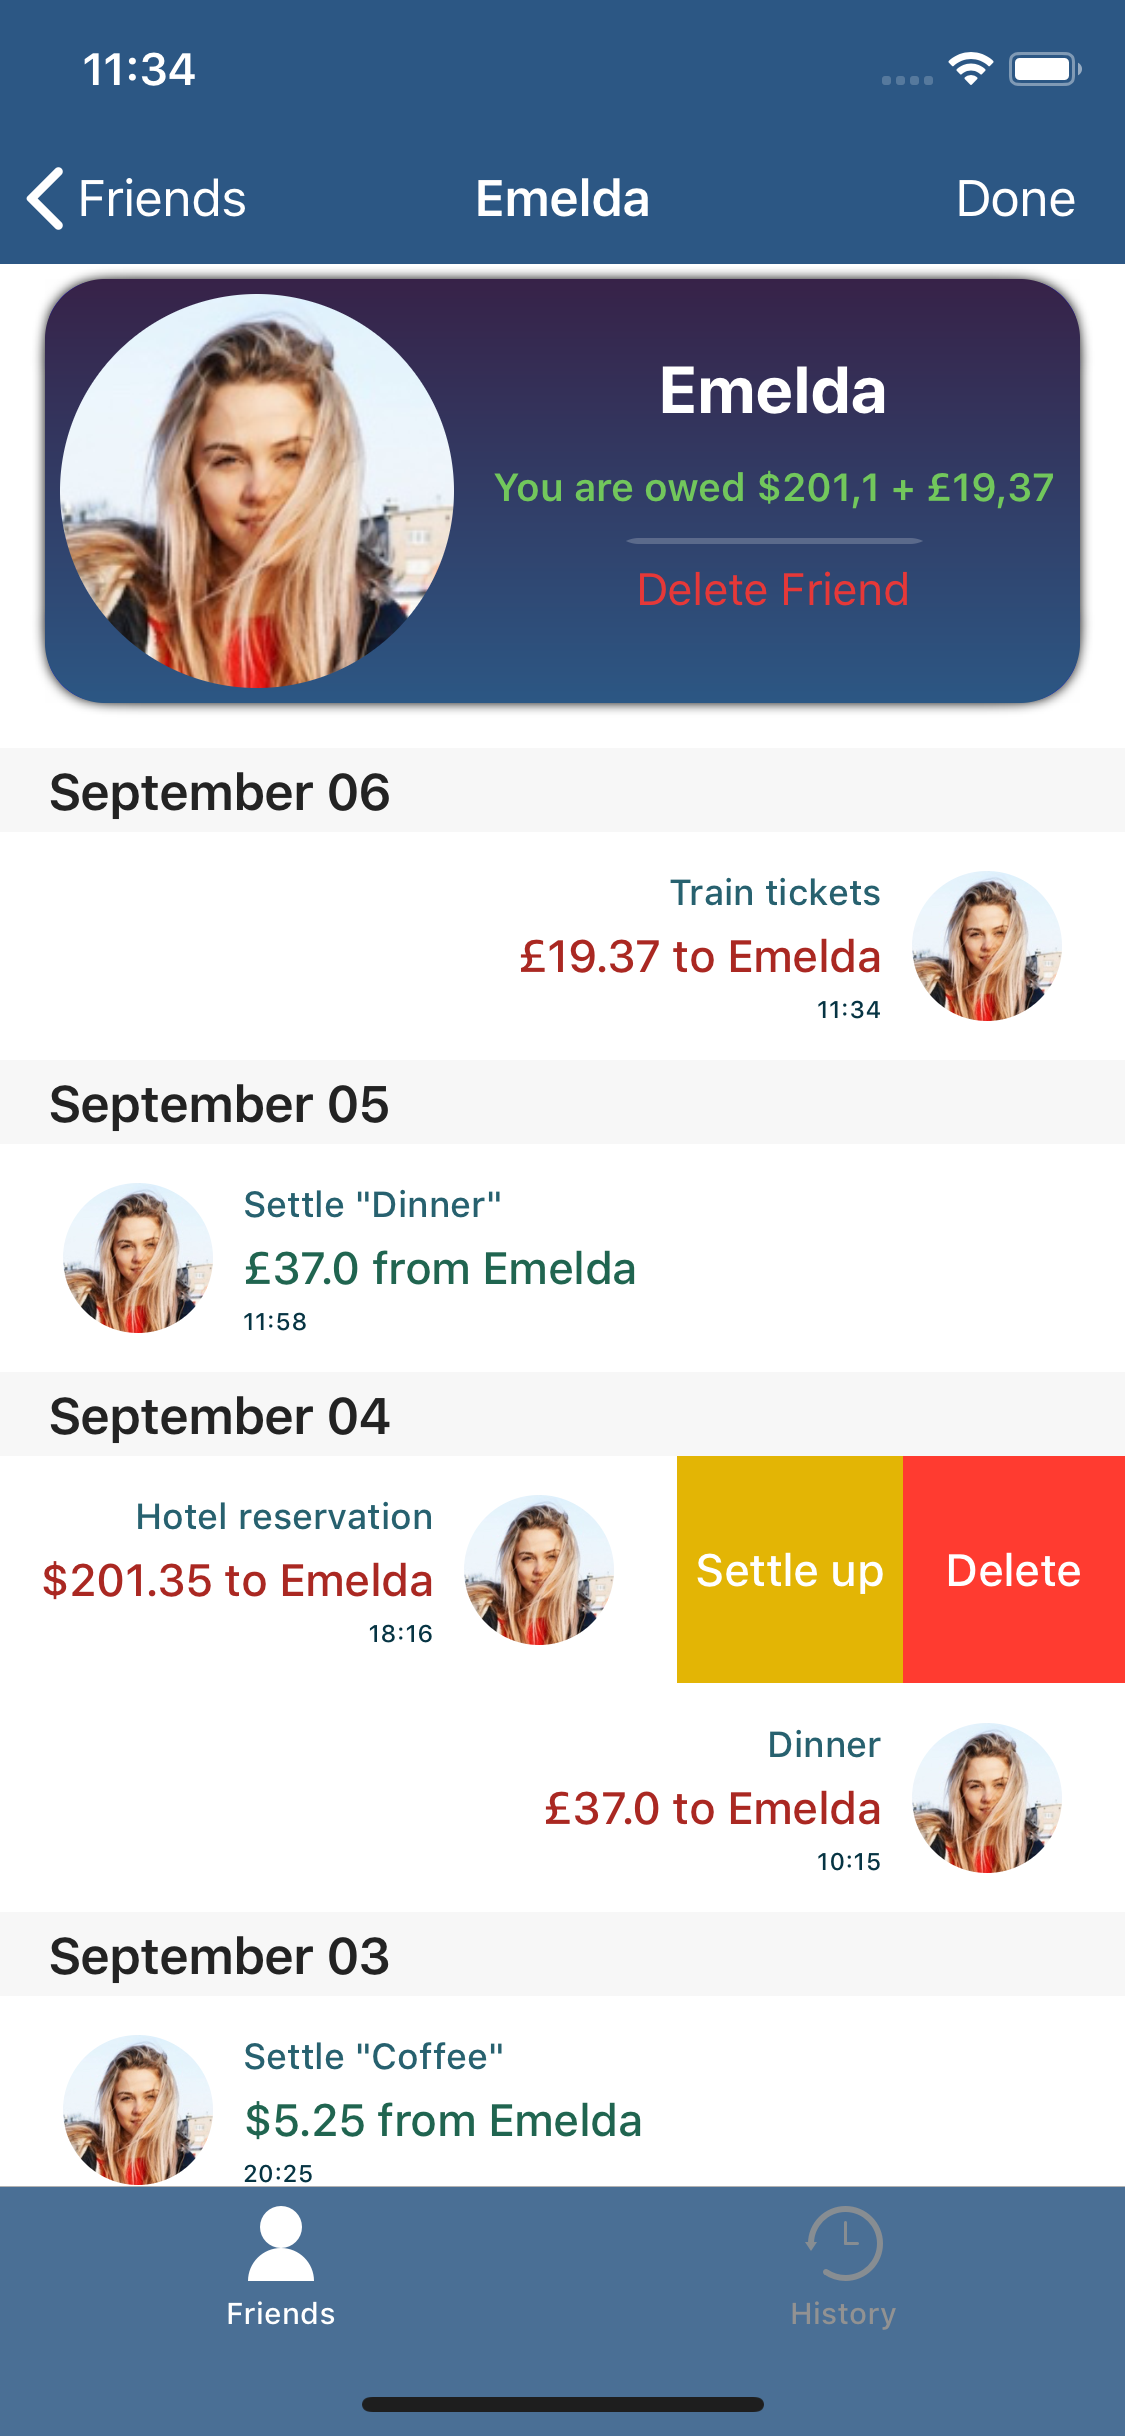 11:34
Friends
Emelda
Done
Emelda
You are owed $201,1 + £19,37
Delete Friend
September 06
Train tickets
£19.37 to Emelda
11:34
September 05
Settle "Dinner"
£37.0 from Emelda
11:58
September 04
Hotel reservation
$201.35 to Emelda
18:16
Settle up
Delete
Dinner
£37.0 to Emelda
10:15
September 03
Settle "Coffee"
$5.25 from Emelda
20:25
Friends
History